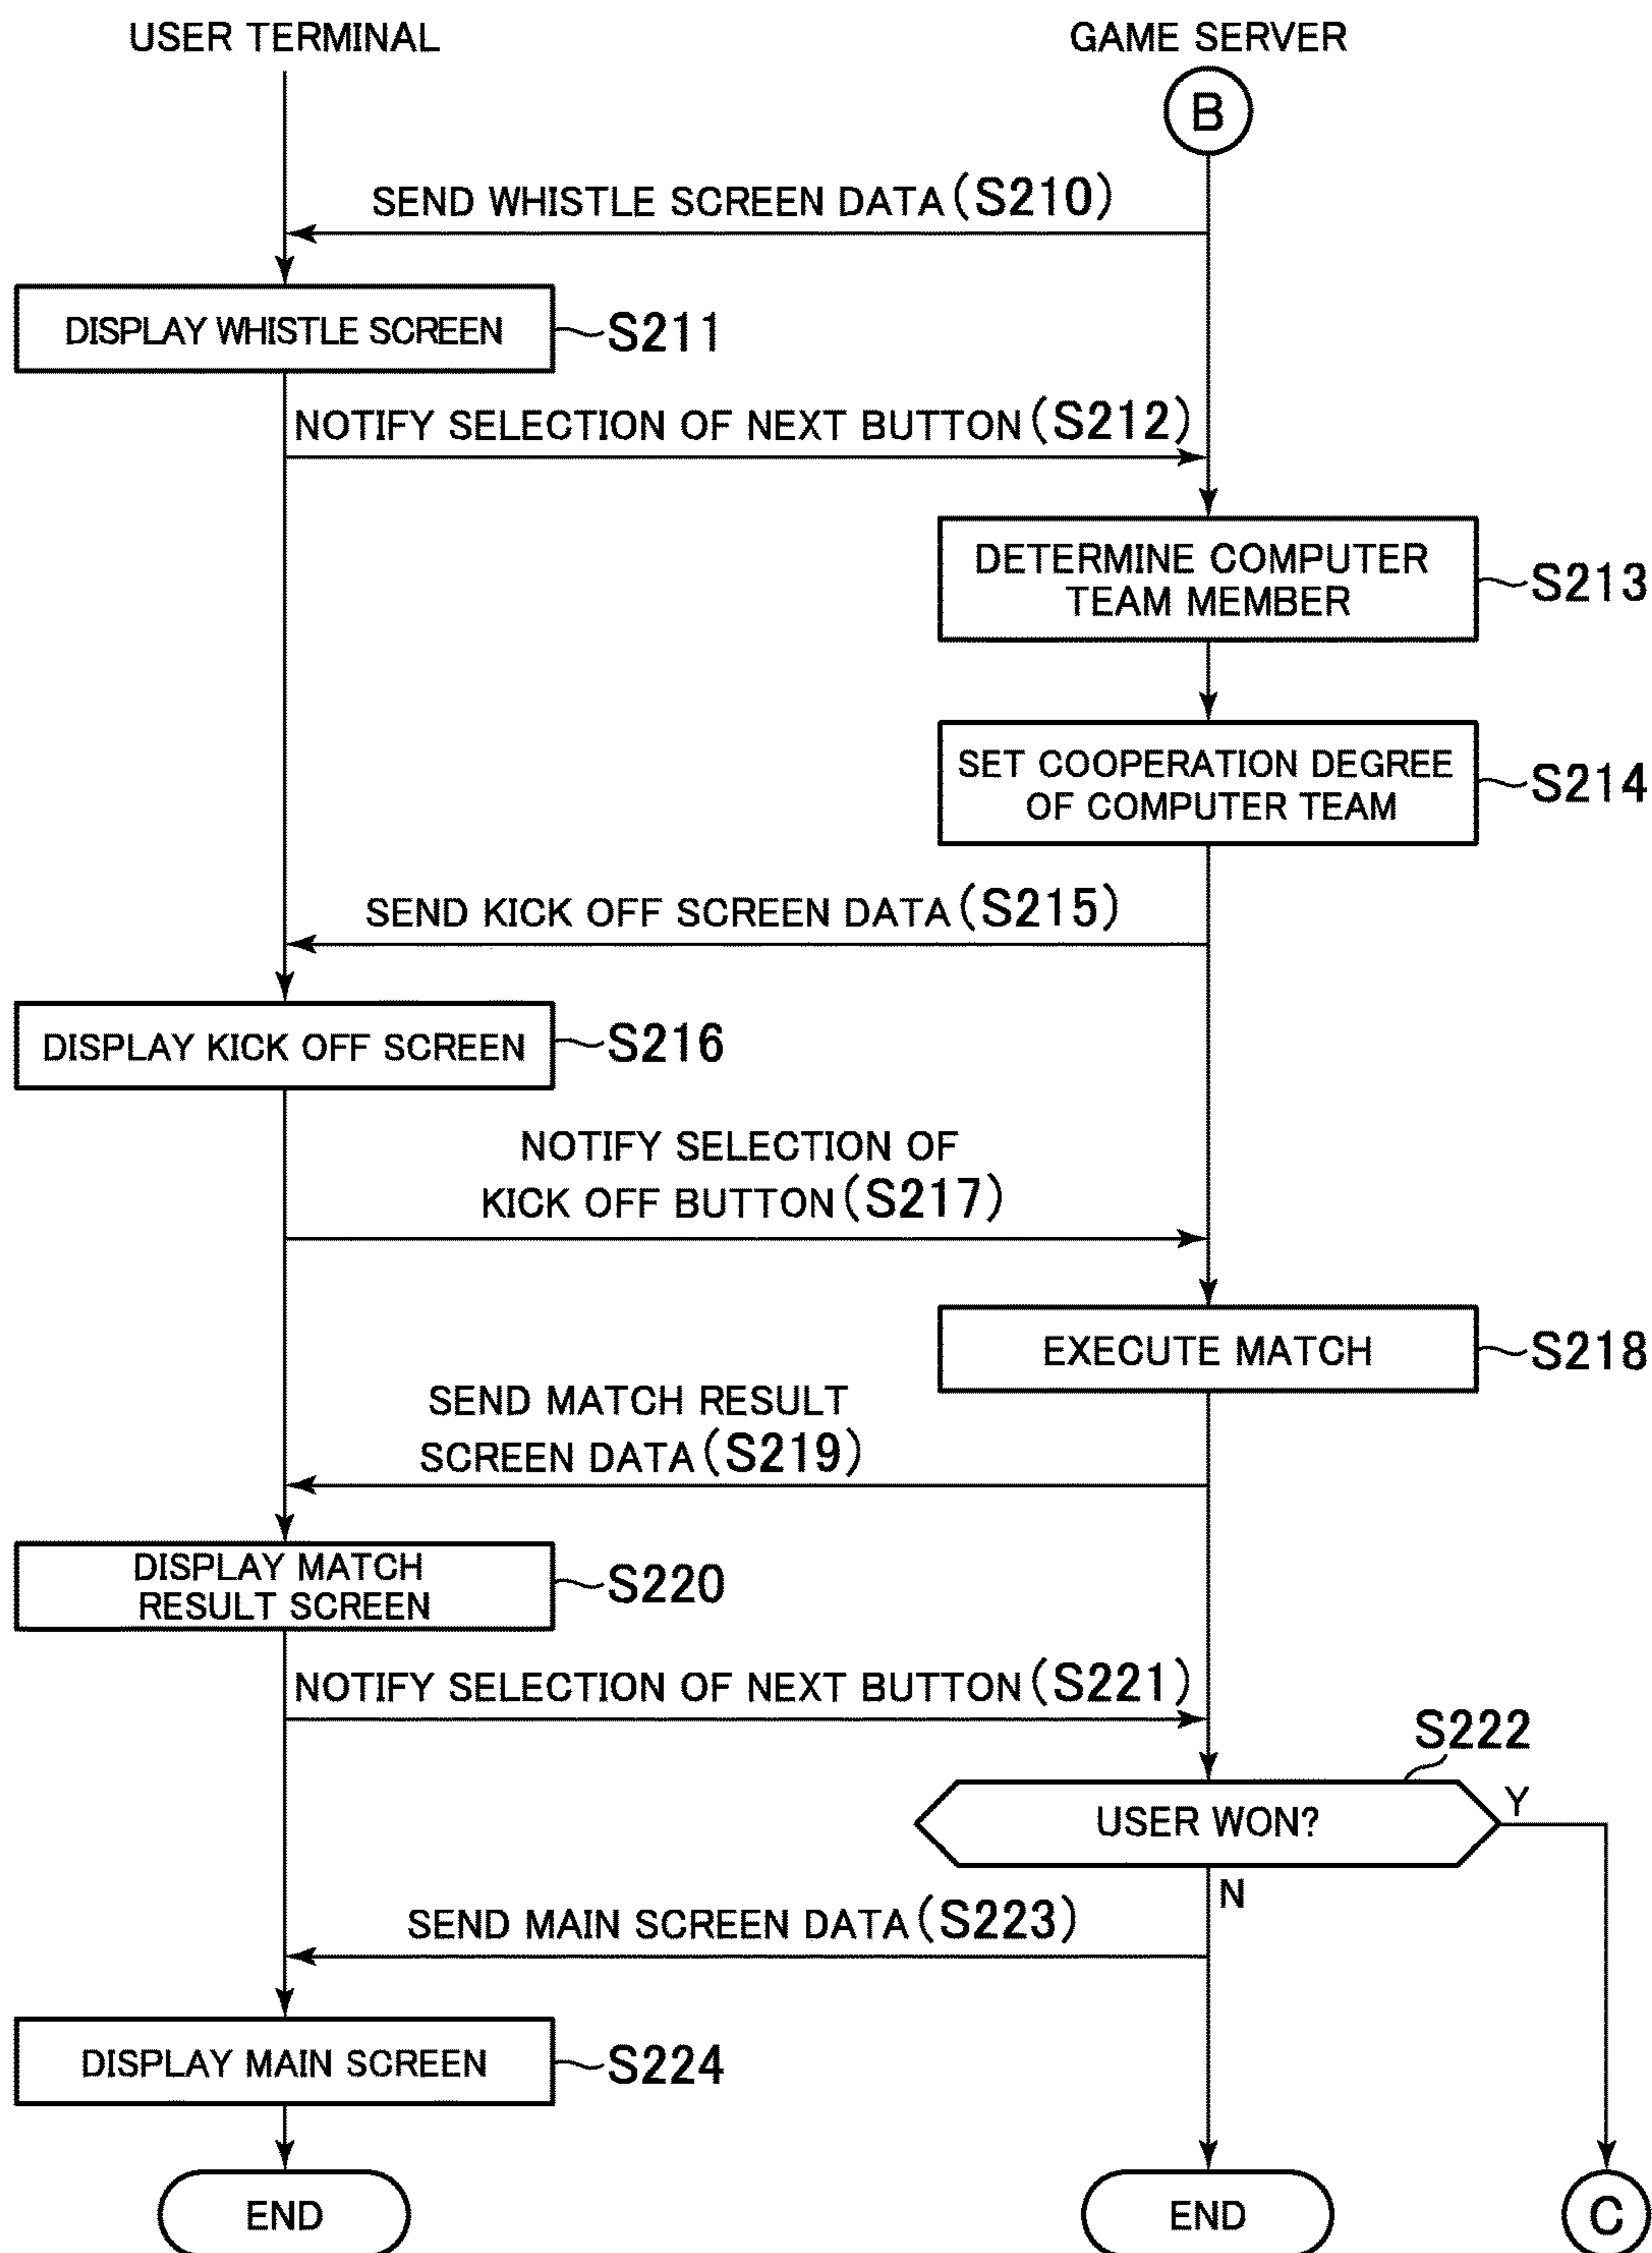 USER TERMINAL
GAME SERVER
B
SEND WHISTLE SCREEN DATA(S210)
DISPLAY WHISTLE SCREEN
S211
NOTIFY SELECTION OF NEXT BUTTON(S212)
DETERMINE COMPUTER
TEAM MEMBER
S213
SET COOPERATION DEGREE
OF COMPUTER TEAM
S214
SEND KICK OFF SCREEN DATA(S215)
DISPLAY KICK OFF SCREEN
S216
NOTIFY SELECTION OF
KICK OFF BUTTON(S217)
EXECUTE MATCH
S218
SEND MATCH RESULT
SCREEN DATA(S219)
DISPLAY MATCH
RESULT SCREEN
S220
NOTIFY SELECTION OF NEXT BUTTON(S221)
S222
USER WON?
Y
N
SEND MAIN SCREEN DATA(S223)
DISPLAY MAIN SCREEN
S224
END
END
C